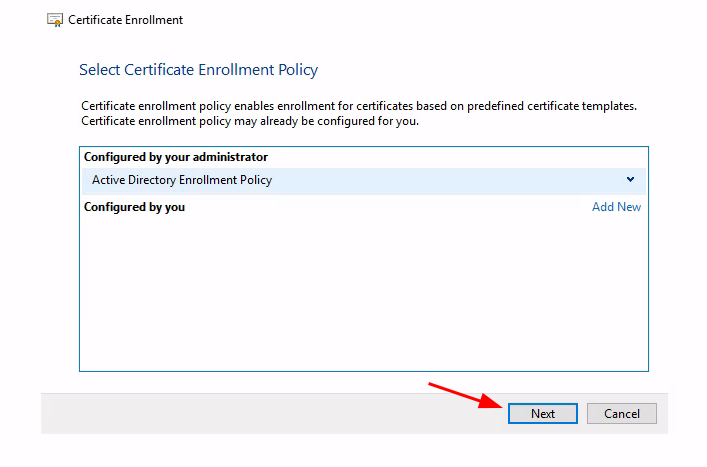 Certificate Enrollment
Select Certificate Enrollment Policy
Certificate enrollment policy enables enrollment for certificates based on predefined certificate templates.
Certificate enrollment policy may already be configured for you.
Configured by your administrator
Active Directory Enrollment Policy
Configured by you Add New
Next Cancel